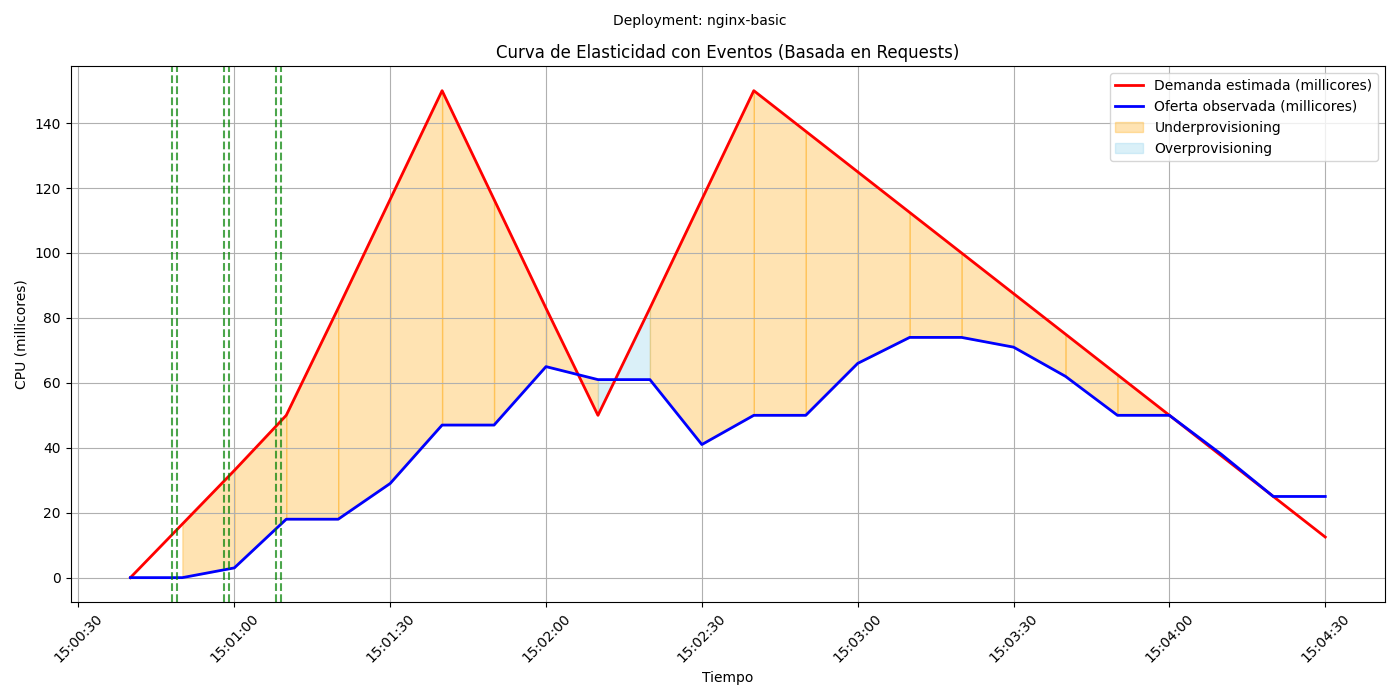 Deployment: nginx-basic
Curva de Elasticidad con Eventos (Basada en Requests)
Demanda estimada (millicores)
Oferta observada (millicores)
Underprovisioning
Overprovisioning
CPU (millicores)
140
120
100
80
60
40
20
0
15:00:30
15:01:00
15:01:30
15:02:00
15:02:30
15:03:00
15:03:30
15:04:00
15:04:30
Tiempo